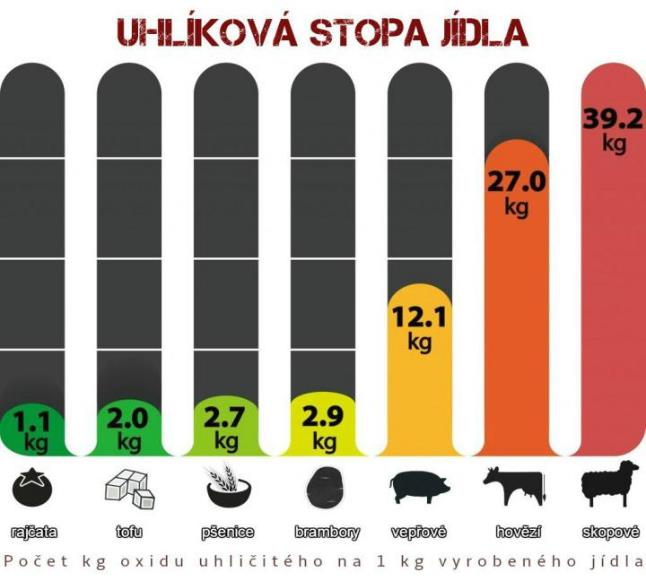 UHLÍKOVÁ STOPA JÍDLA
1.1 kg
2.0 kg
2.7 kg
2.9 kg
12.1 kg
27.0 kg
39.2 kg
rajčata tofu pšenice brambory vepřové hovězí skopové
Počet kg oxidu uhličitého na 1 kg vyrobeného jídla